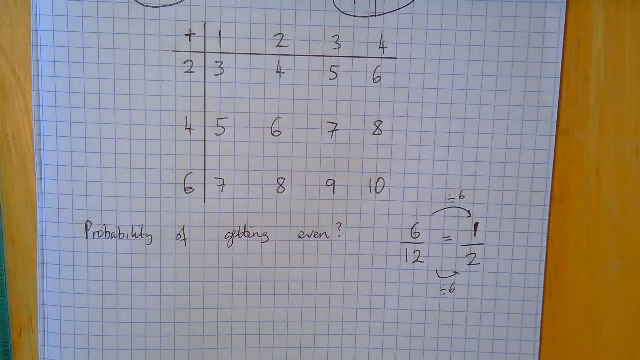 + 1 2 3 4
2 3 4 5 6
4 5 6 7 8
6 7 8 9 10
÷6
Probability of getting even? 6/12 = 1/2
÷6